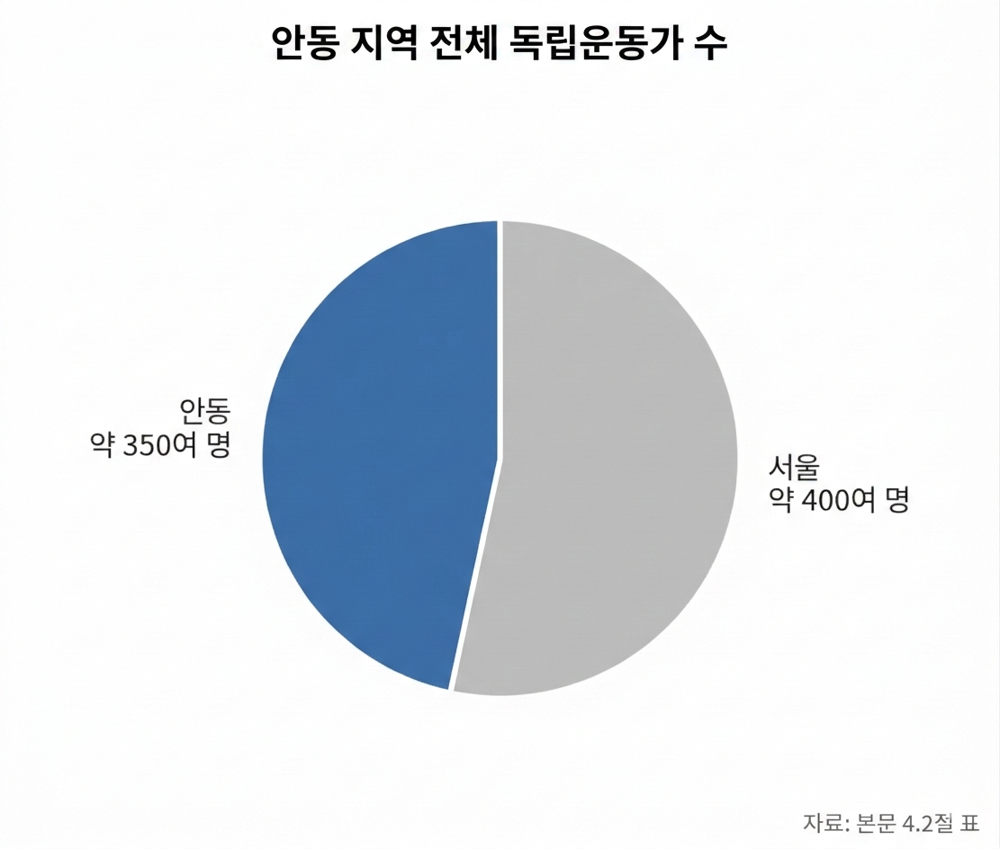 안동 지역 전체 독립운동가 수
안동
약 350여 명
서울
약 400여 명
자료: 본문 4.2절 표